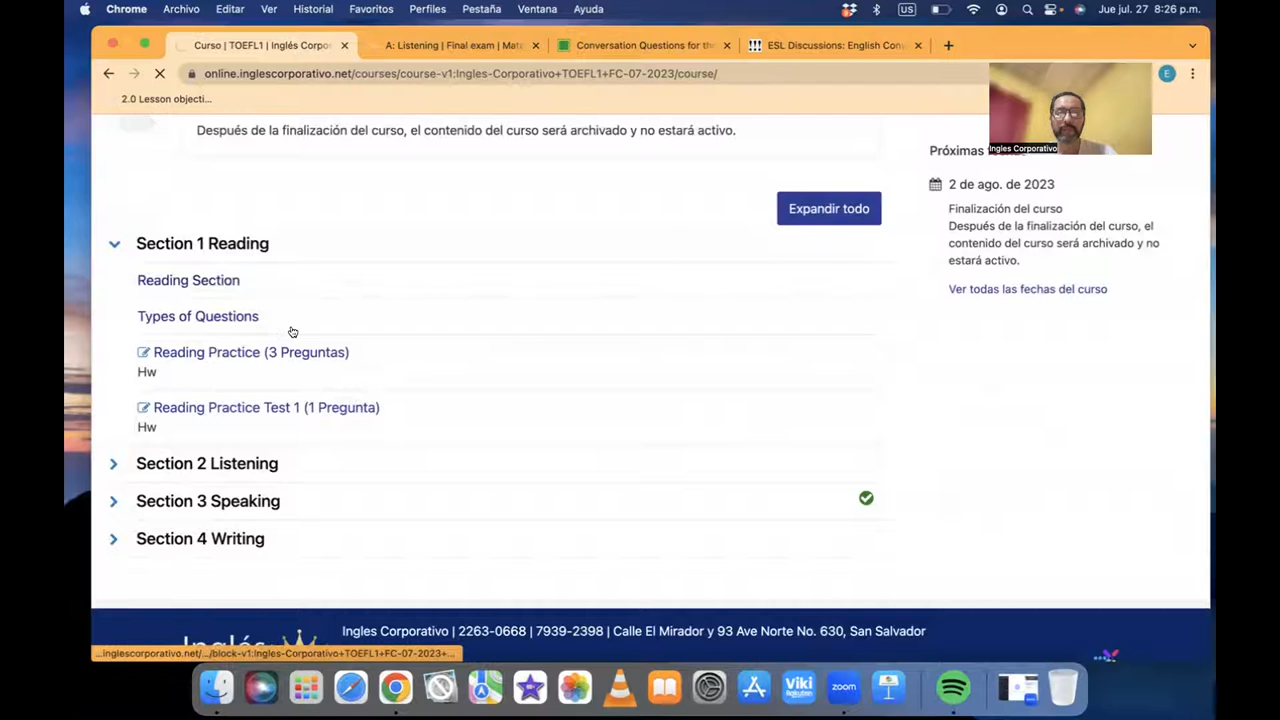 Chrome Archivo Editar Ver Historial Favoritos Perfiles Pestaña Ventana Ayuda US Jue jul. 27 8:26 p.m.
Curso | TOEFL1 | Inglés Corpo A: Listening | Final exam | Mat Conversation Questions for th ESL Discussions: English Con
online.inglescorporativo.net/courses/course-v1:Ingles-Corporativo+TOEFL1+FC-07-2023/course/ E
2.0 Lesson objecti...
Ingles Corporativo
Después de la finalización del curso, el contenido del curso será archivado y no estará activo.
Próximas
2 de ago. de 2023
Finalización del curso
Después de la finalización del curso, el
contenido del curso será archivado y no
estará activo.
Ver todas las fechas del curso
Expandir todo
Section 1 Reading
Reading Section
Types of Questions
Reading Practice (3 Preguntas)
Hw
Reading Practice Test 1 (1 Pregunta)
Hw
Section 2 Listening
Section 3 Speaking
Section 4 Writing
Inglés
Ingles Corporativo | 2263-0668 | 7939-2398 | Calle El Mirador y 93 Ave Norte No. 630, San Salvador
...inglescorporativo.net/.../block-v1:Ingles-Corporativo+TOEFL1+FC-07-2023+...
Viki
Rakuten
zoom